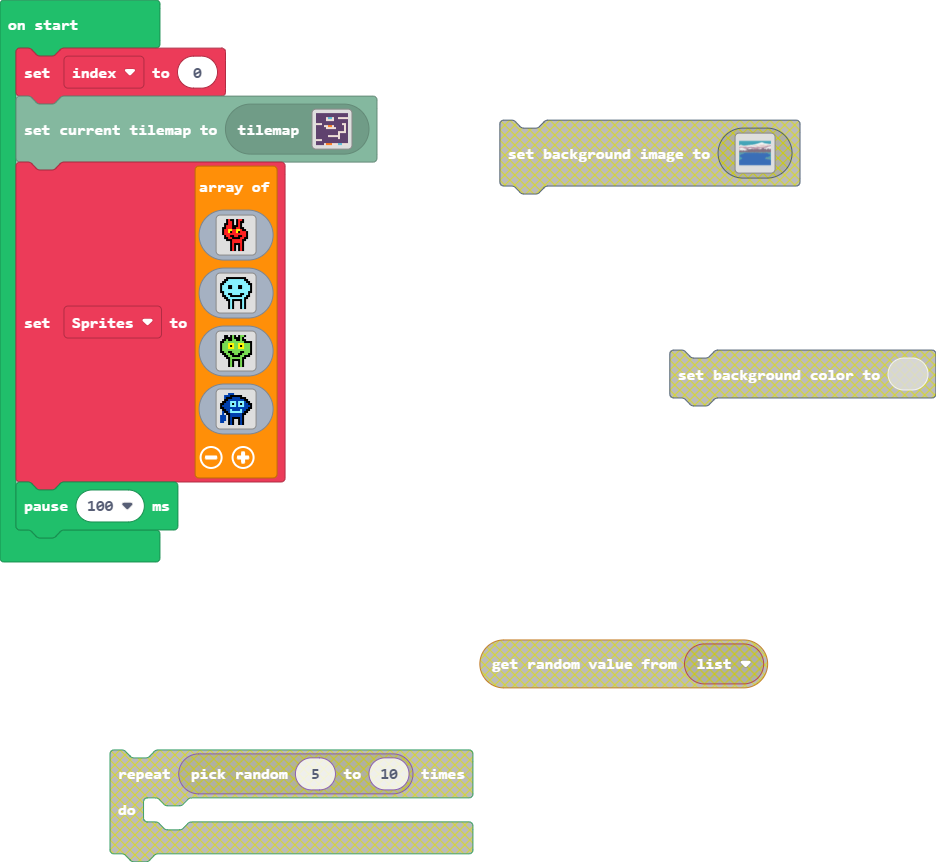 on start
set index to 0
set current tilemap to tilemap
set background image to
array of
set Sprites to
set background color to
pause 100 ms
get random value from list
repeat pick random 5 to 10 times
do